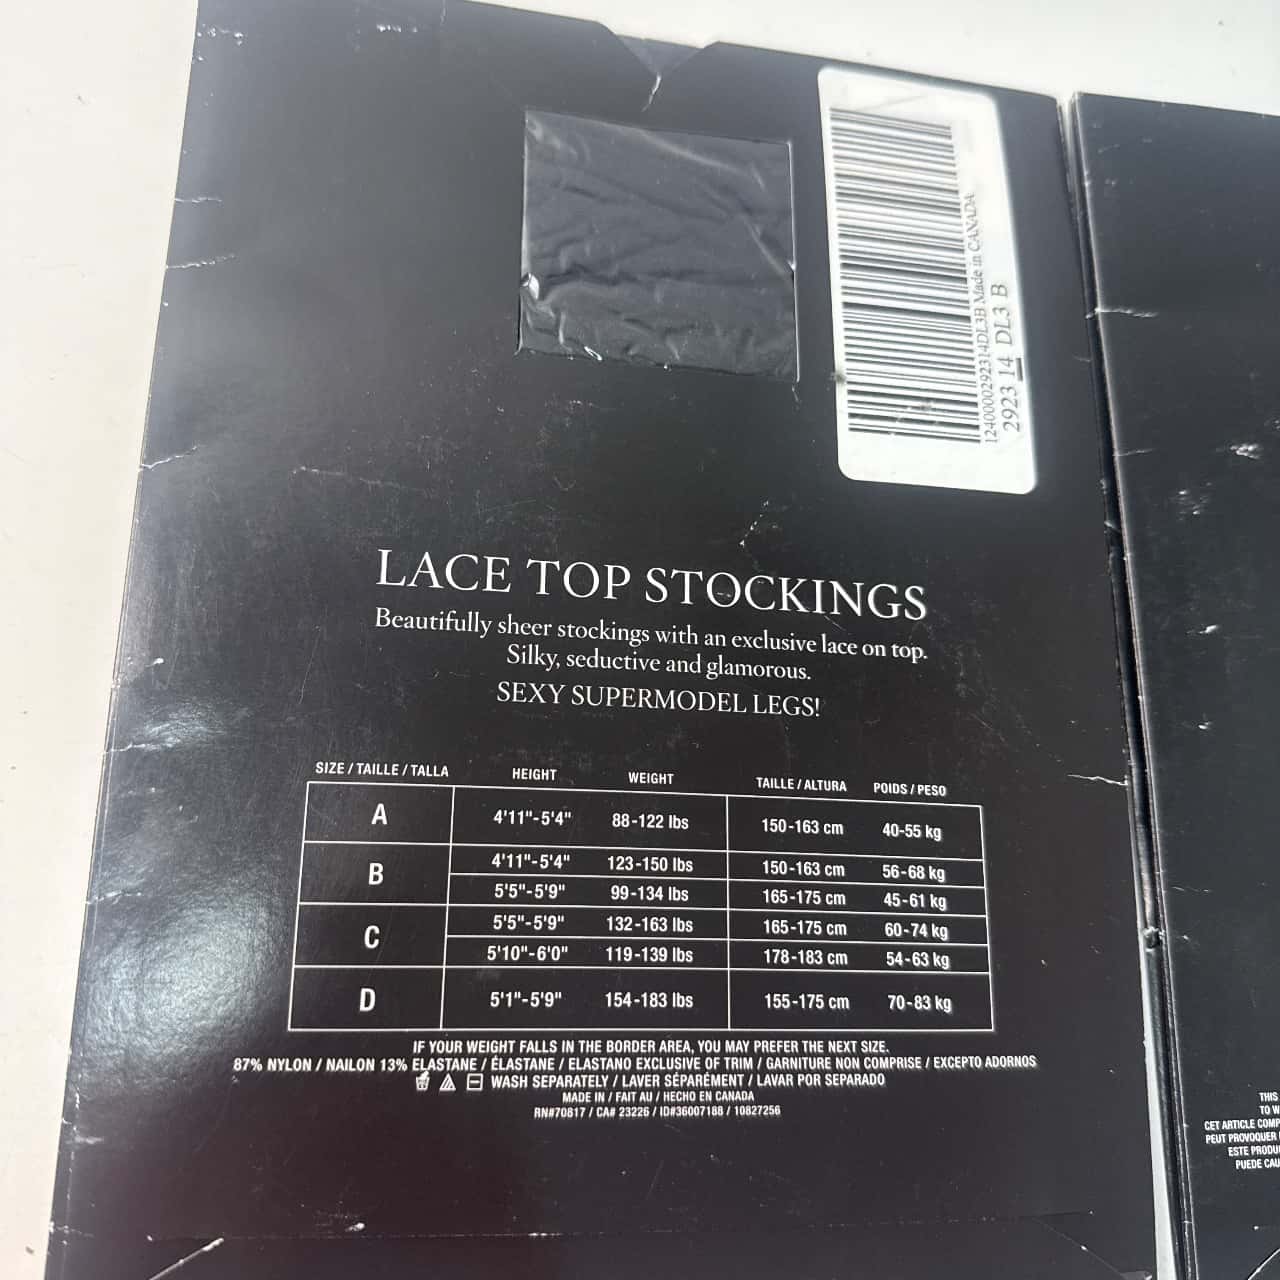 1240000292314DL3B Made in CANADA
2923 14 DL3 B
LACE TOP STOCKINGS
Beautifully sheer stockings with an exclusive lace on top.
Silky, seductive and glamorous.
SEXY SUPERMODEL LEGS!
SIZE / TAILLE / TALLA HEIGHT WEIGHT TAILLE / ALTURA POIDS / PESO
A 4'11"-5'4" 88-122 lbs 150-163 cm 40-55 kg
B 4'11"-5'4" 123-150 lbs 150-163 cm 56-68 kg
5'5"-5'9" 99-134 lbs 165-175 cm 45-61 kg
C 5'5"-5'9" 132-163 lbs 165-175 cm 60-74 kg
5'10"-6'0" 119-139 lbs 178-183 cm 54-63 kg
D 5'1"-5'9" 154-183 lbs 155-175 cm 70-83 kg
IF YOUR WEIGHT FALLS IN THE BORDER AREA, YOU MAY PREFER THE NEXT SIZE.
87% NYLON / NAILON 13% ELASTANE / ÉLASTANE / ELASTANO EXCLUSIVE OF TRIM / GARNITURE NON COMPRISE / EXCEPTO ADORNOS
WASH SEPARATELY / LAVER SÉPARÉMENT / LAVAR POR SEPARADO
MADE IN / FAIT AU / HECHO EN CANADA
RN#70817 / CA# 23226 / ID#36007188 / 10827256
THIS
TO W
CET ARTICLE COMP
PEUT PROVOQUER
ESTE PRODU
PUEDE CAU